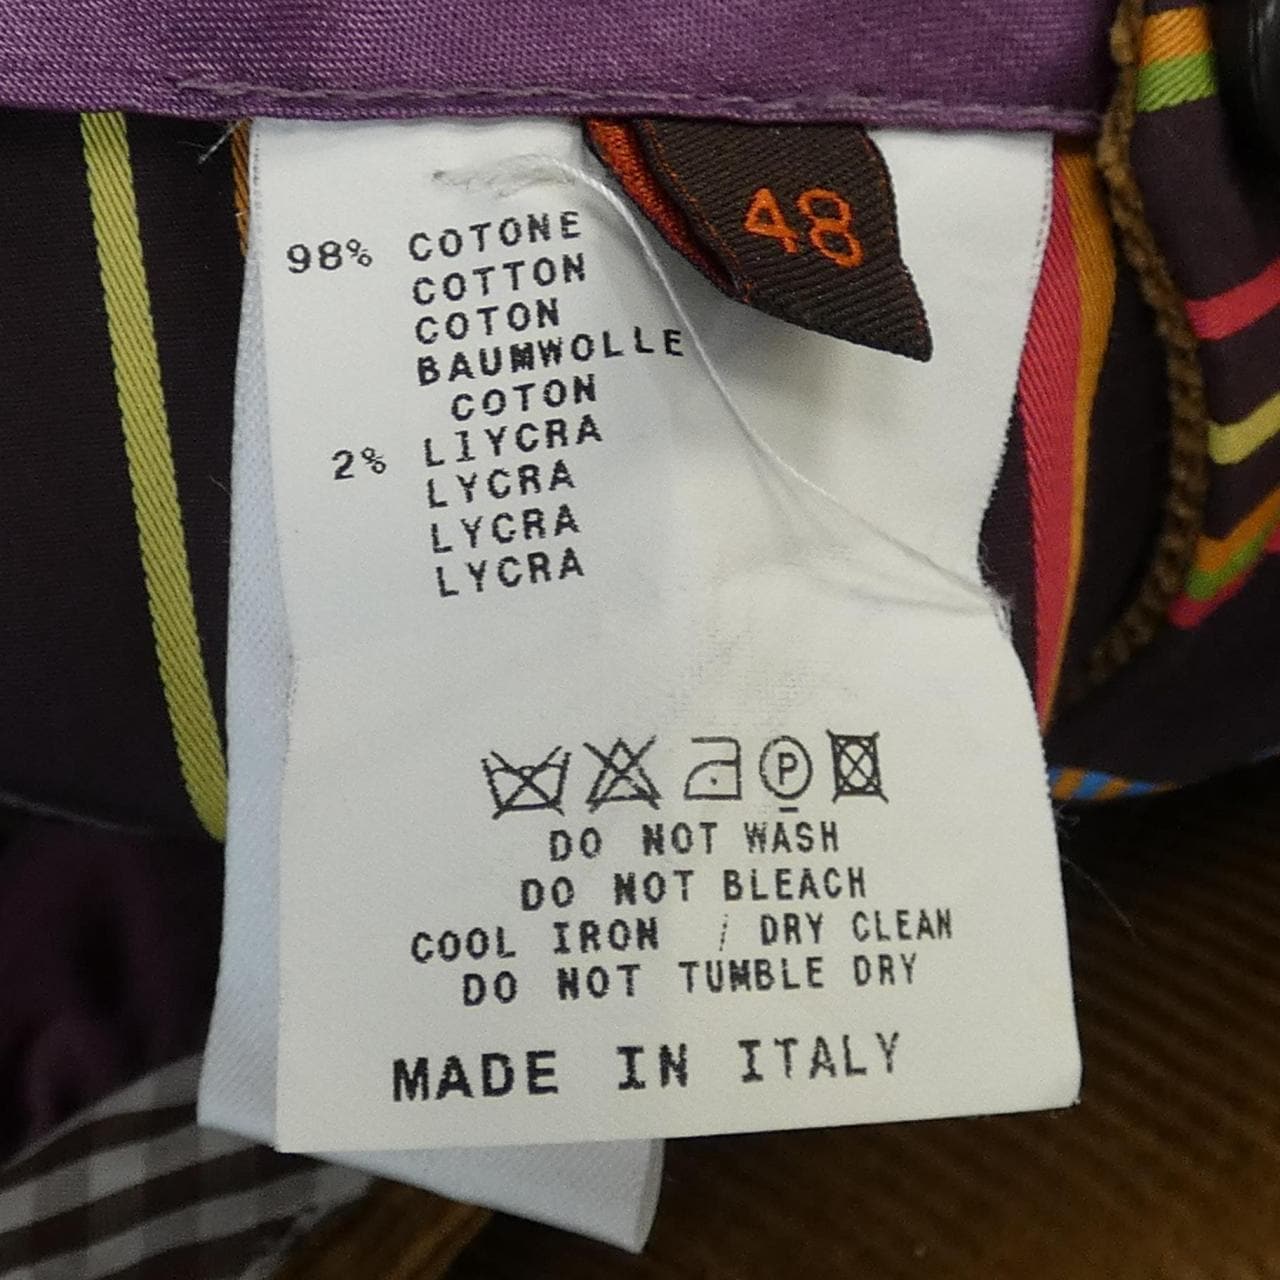 48
98% COTONE
COTTON
COTON
BAUMWOLLE
COTON
2% LIYCRA
LYCRA
LYCRA
LYCRA
P
DO NOT WASH
DO NOT BLEACH
COOL IRON / DRY CLEAN
DO NOT TUMBLE DRY
MADE IN ITALY